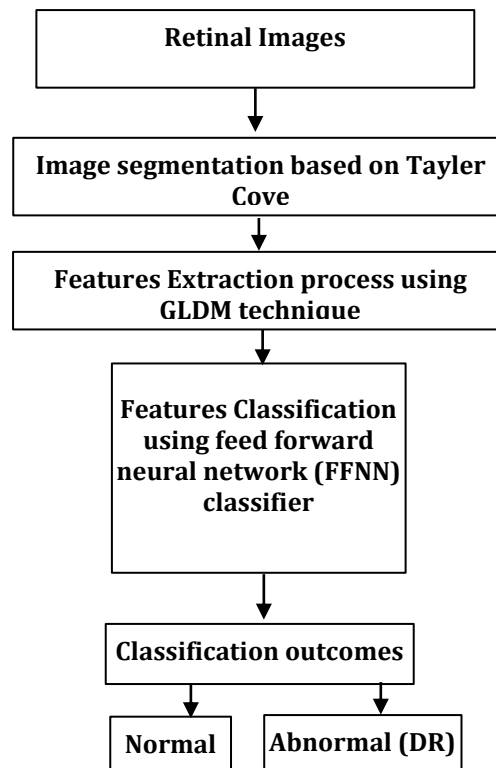 Retinal Images
Image segmentation based on Tayler
Cove
Features Extraction process using
GLDM technique
Features Classification
using feed forward
neural network (FFNN)
classifier
Classification outcomes
Normal
Abnormal (DR)